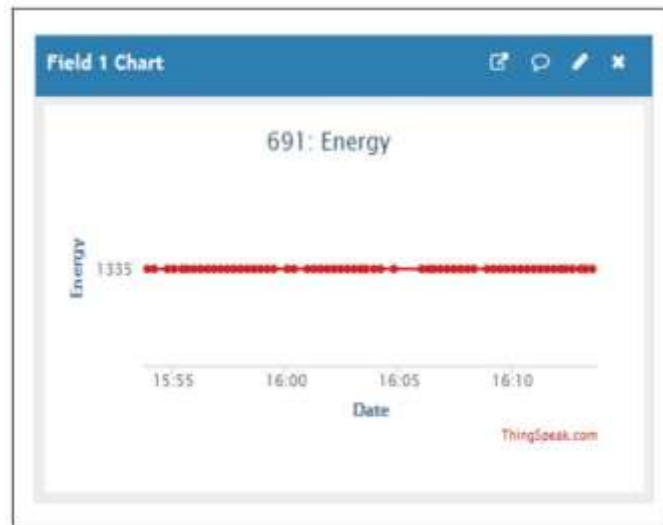 Field 1 Chart
691: Energy
Energy
1335
15:55 16:00 16:05 16:10
Date
ThingSpeak.com